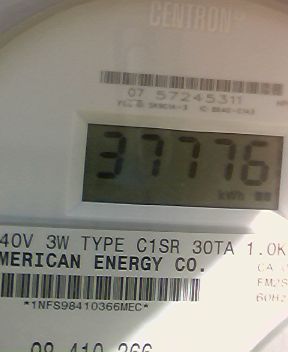 CENTRON
07 57245311
37776
kWh
40V 3W TYPE C1SR 30TA 1.0K
MERICAN ENERGY CO.
CA
*1NFS98410366MEC*
60HZ
98 410 366